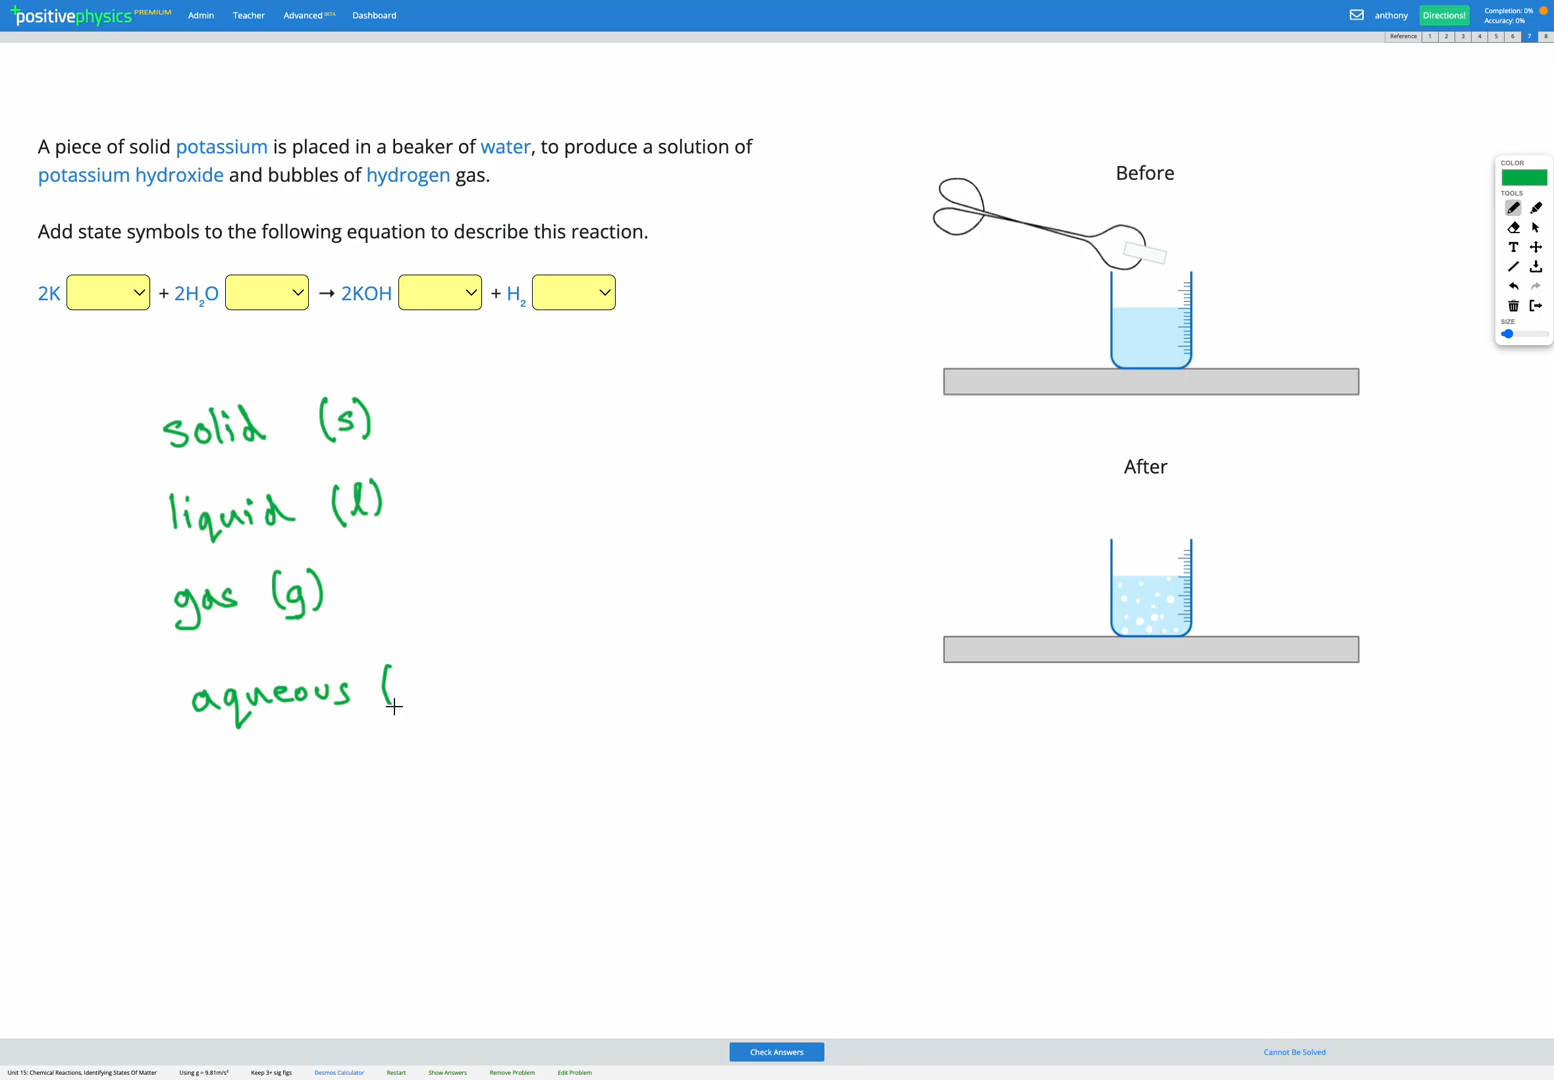 +positivephysics PREMIUM Admin Teacher Advanced BETA Dashboard anthony Directions! Completion: 0%
Accuracy: 0%
Reference 1 2 3 4 5 6 7 8
A piece of solid potassium is placed in a beaker of water, to produce a solution of
potassium hydroxide and bubbles of hydrogen gas.
Add state symbols to the following equation to describe this reaction.
2K + 2H₂O → 2KOH + H₂
solid (s)
liquid (l)
gas (g)
aqueous (
Before
After
COLOR
TOOLS
T
SIZE
Check Answers Cannot Be Solved
Unit 15: Chemical Reactions, Identifying States Of Matter Using g = 9.81m/s² Keep 3+ sig figs Desmos Calculator Restart Show Answers Remove Problem Edit Problem